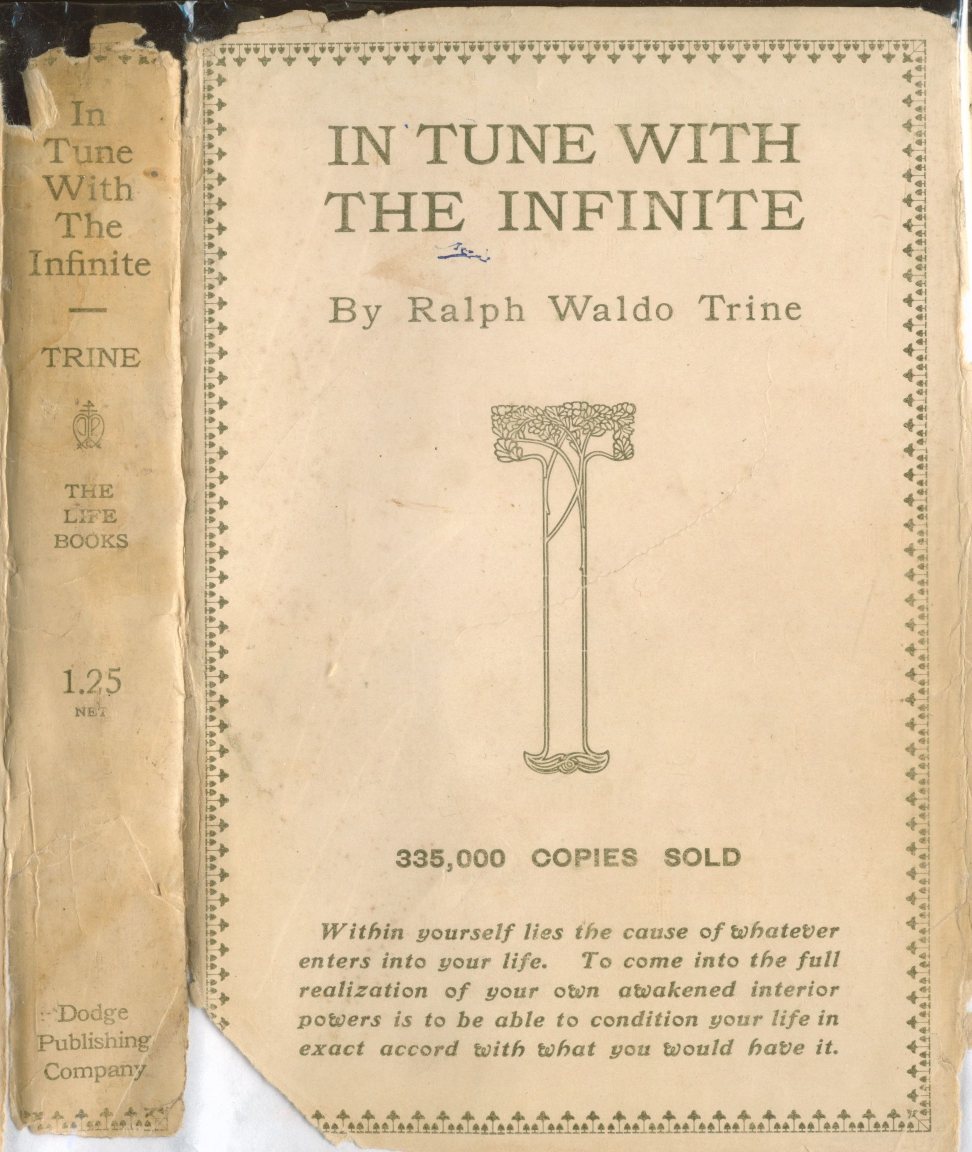 In
Tune
With
The
Infinite
TRINE
THE
LIFE
BOOKS
1.25
NET
Dodge
Publishing
Company
IN TUNE WITH
THE INFINITE
By Ralph Waldo Trine
335,000 COPIES SOLD
Within yourself lies the cause of whatever
enters into your life. To come into the full
realization of your own awakened interior
powers is to be able to condition your life in
exact accord with what you would have it.